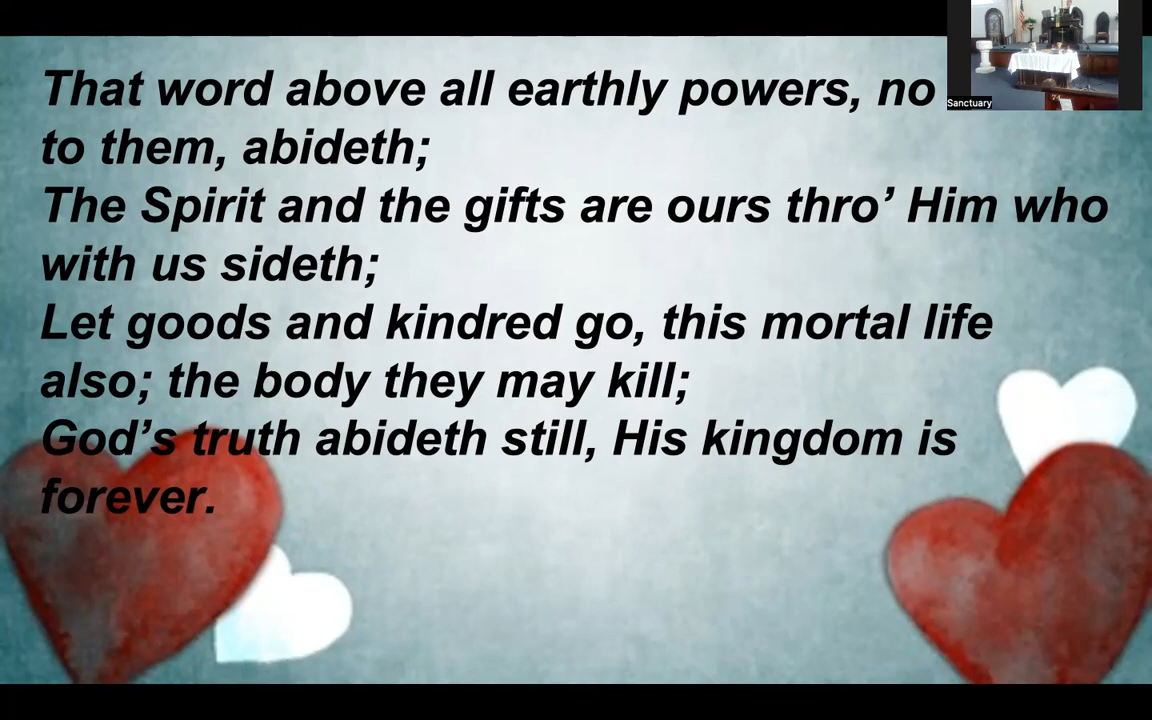 That word above all earthly powers, no
Sanctuary
to them, abideth;
The Spirit and the gifts are ours thro’ Him who
with us sideth;
Let goods and kindred go, this mortal life
also; the body they may kill;
God’s truth abideth still, His kingdom is
forever.